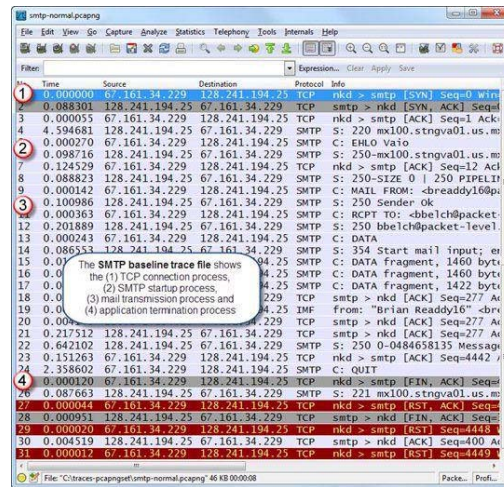 smtp-normal.pcapng
File Edit View Go Capture Analyze Statistics Telephony Tools Internals Help
Filter: Expression... Clear Apply Save
Time Source Destination Protocol Info
1 0.000000 67.161.34.229 128.241.194.25 TCP nkd > smtp [SYN] Seq=0 Win
2 0.088301 128.241.194.25 67.161.34.229 TCP smtp > nkd [SYN, ACK] Seq=
3 0.000055 67.161.34.229 128.241.194.25 TCP nkd > smtp [ACK] Seq=1 Ack
4 4.594681 128.241.194.25 67.161.34.229 SMTP S: 220 mx100.stngva01.us.m
0.000270 67.161.34.229 128.241.194.25 SMTP C: EHLO Vaio
2 0.098716 128.241.194.25 67.161.34.229 SMTP S: 250-mx100.stngva01.us.m
7 0.124529 67.161.34.229 128.241.194.25 TCP nkd > smtp [ACK] Seq=12 Ac
8 0.088823 128.241.194.25 67.161.34.229 SMTP S: 250-SIZE 0 | 250 PIPELI
9 0.000142 67.161.34.229 128.241.194.25 SMTP C: MAIL FROM: <breaddy16@p
3 0.100986 128.241.194.25 67.161.34.229 SMTP S: 250 Sender Ok
0.000363 67.161.34.229 128.241.194.25 SMTP C: RCPT TO: <bbelch@packet
12 0.201889 128.241.194.25 67.161.34.229 SMTP S: 250 bbelch@packet-level
13 0.000243 67.161.34.229 128.241.194.25 SMTP C: DATA
14 0.086553 128.241.194.25 67.161.34.229 SMTP S: 354 Start mail input; e
128.241.194.25 SMTP C: DATA fragment, 1460 byt
128.241.194.25 SMTP C: DATA fragment, 1460 byt
128.241.194.25 SMTP C: DATA fragment, 1422 byt
TCP smtp > nkd [ACK] Seq=277 A
128.241.194.25 IMF from: "Brian Readdy16" <br
TCP smtp > nkd [ACK] Seq=277 A
21 0.217515 128.241.194.25 67.161.34.229 TCP smtp > nkd [ACK] Seq=277 A
22 0.642102 128.241.194.25 67.161.34.229 SMTP S: 250 0-0484658135 Message
23 0.151263 67.161.34.229 128.241.194.25 TCP nkd > smtp [ACK] Seq=4442
24 2.358602 67.161.34.229 128.241.194.25 SMTP C: QUIT
4 0.000120 67.161.34.229 128.241.194.25 TCP nkd > smtp [FIN, ACK] Seq=
26 0.087663 128.241.194.25 67.161.34.229 SMTP S: 221 mx100.stngva01.us.m
27 0.000044 67.161.34.229 128.241.194.25 TCP nkd > smtp [RST, ACK] Seq=
28 0.000951 128.241.194.25 67.161.34.229 TCP smtp > nkd [FIN, ACK] Seq=
29 0.000020 67.161.34.229 128.241.194.25 TCP nkd > smtp [RST] Seq=4448
30 0.004519 128.241.194.25 67.161.34.229 TCP smtp > nkd [ACK] Seq=400 A
31 0.000012 67.161.34.229 128.241.194.25 TCP nkd > smtp [RST] Seq=4449
The SMTP baseline trace file shows
the (1) TCP connection process,
(2) SMTP startup process,
(3) mail transmission process and
(4) application termination process
File: "C:\traces-pcapngset\smtp-normal.pcapng" 46 KB 00:00:08 Packe... Profi...